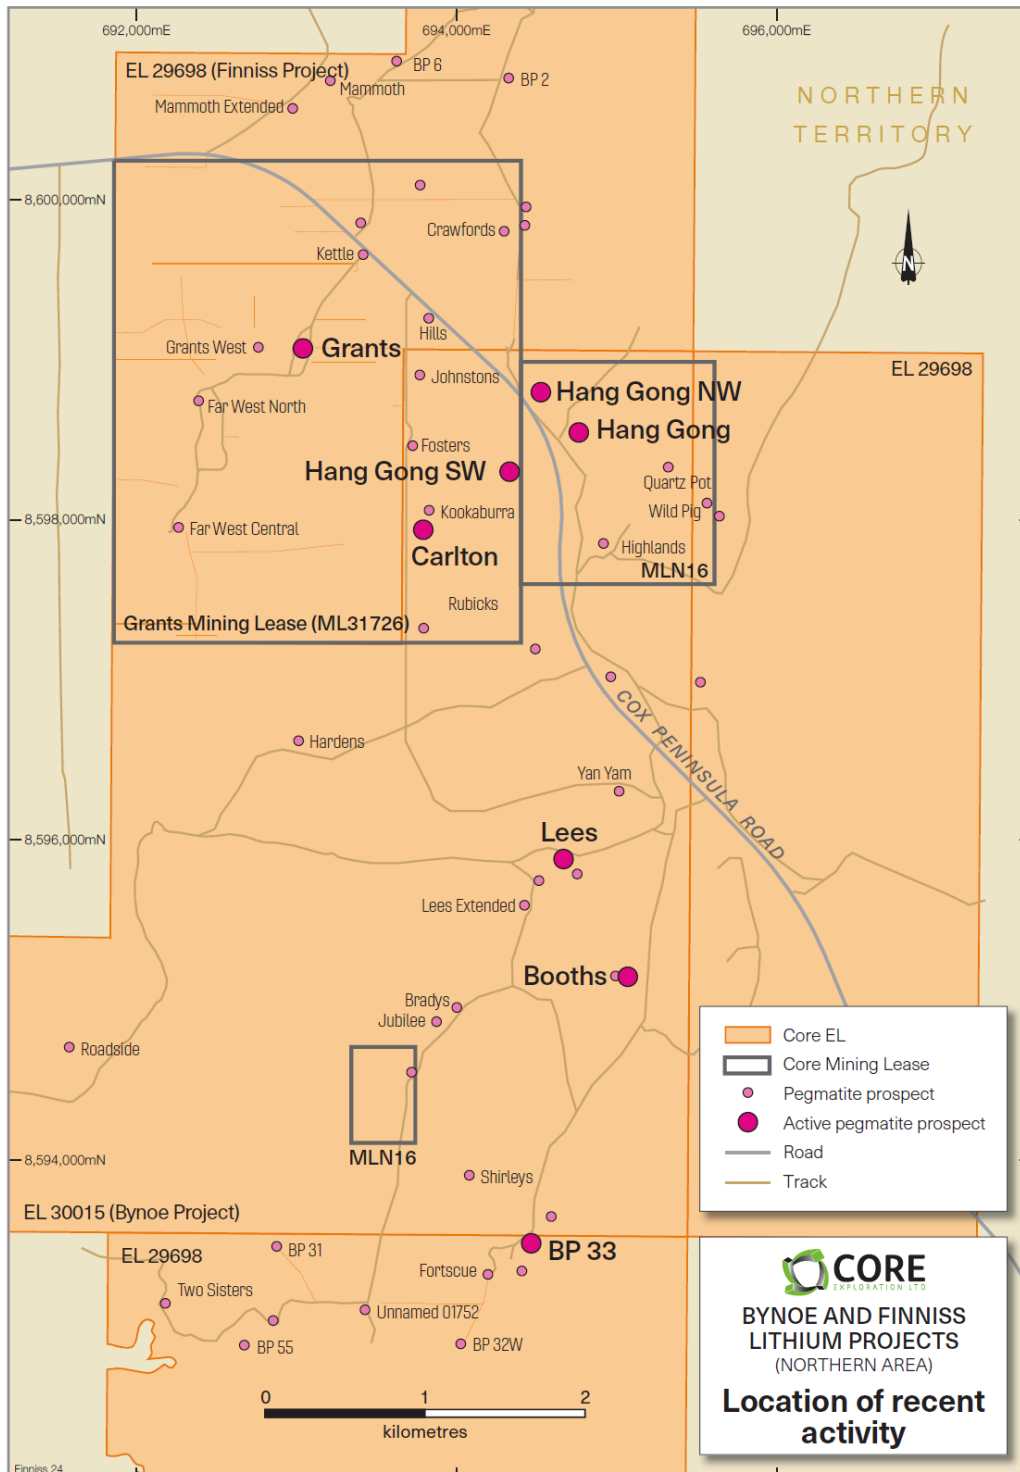 692,000mE
694,000mE
696,000mE
EL 29698 (Finniss Project)
BP 6
Mammoth
BP 2
Mammoth Extended
NORTHERN
TERRITORY
8,600,000mN
Crawfords
Kettle
N
Hills
Grants West
Grants
EL 29698
Johnstons
Hang Gong NW
Far West North
Hang Gong
Fosters
Hang Gong SW
Quartz Pot
Kookaburra
Wild Pig
8,598,000mN
Far West Central
Carlton
Highlands
MLN16
Rubicks
Grants Mining Lease (ML31726)
COX PENINSULA ROAD
Hardens
Yan Yam
Lees
8,596,000mN
Lees Extended
Booths
Bradys
Jubilee
Roadside
MLN16
8,594,000mN
Shirleys
EL 30015 (Bynoe Project)
EL 29698
BP 31
BP 33
Fortscue
Two Sisters
Unnamed 01752
BP 55
BP 32W
0 1 2
kilometres
Core EL
Core Mining Lease
Pegmatite prospect
Active pegmatite prospect
Road
Track
CORE
EXPLORATION LTD
BYNOE AND FINNISS
LITHIUM PROJECTS
(NORTHERN AREA)
Location of recent
activity
Finniss 24